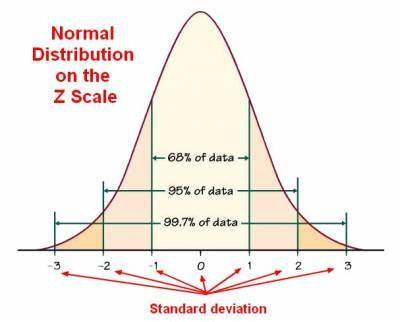 Normal
Distribution
on the
Z Scale
68% of data
95% of data
99.7% of data
-3 -2 -1 0 1 2 3
Standard deviation